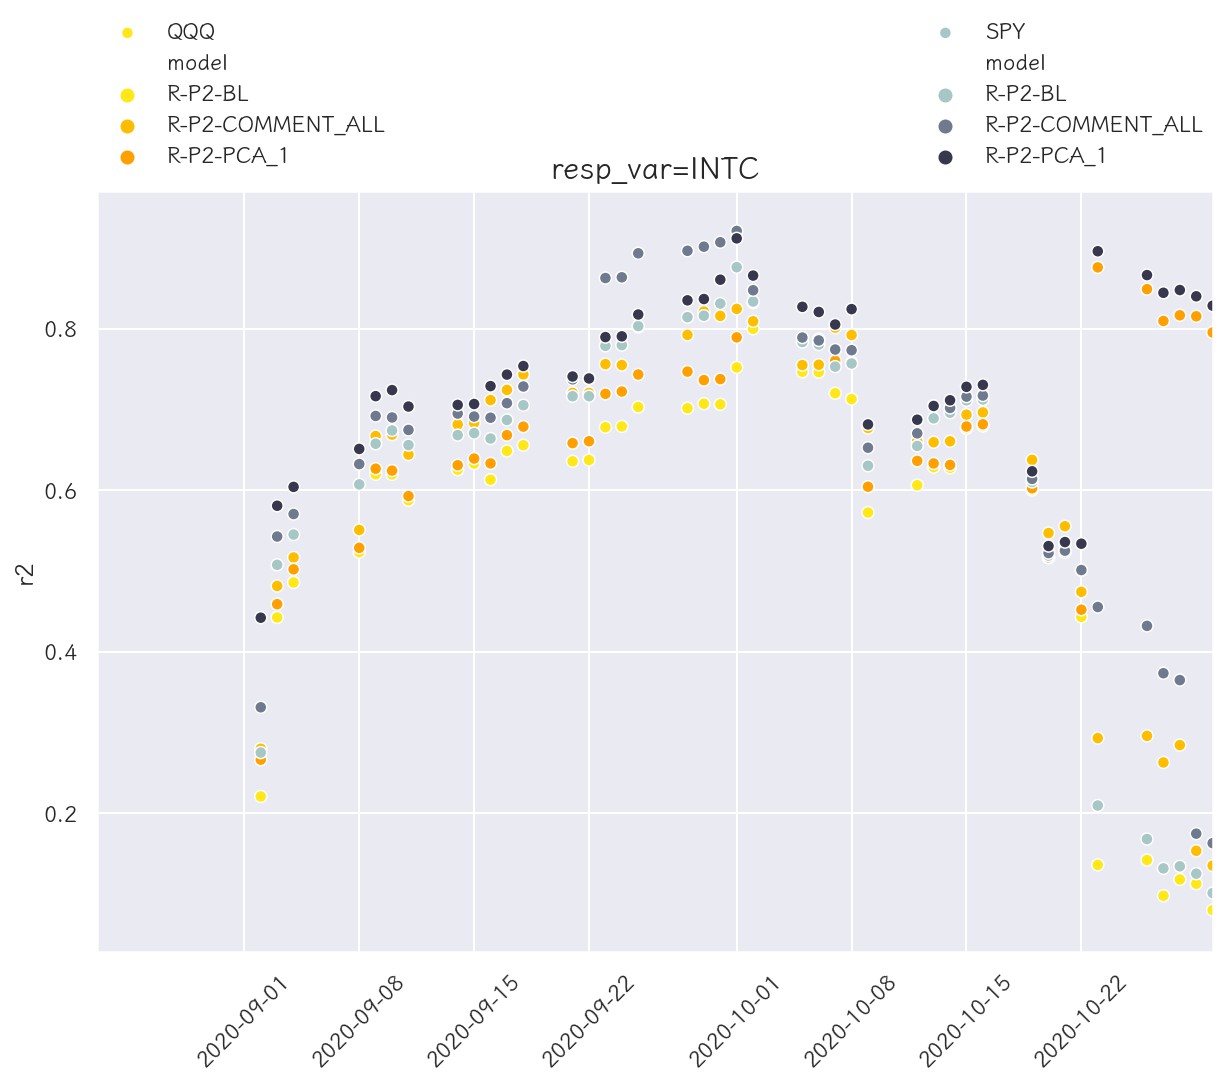 QQQ
model
R-P2-BL
R-P2-COMMENT_ALL
R-P2-PCA_1
SPY
model
R-P2-BL
R-P2-COMMENT_ALL
R-P2-PCA_1
resp_var=INTC
r2
0.8
0.6
0.4
0.2
2020-09-01
2020-09-08
2020-09-15
2020-09-22
2020-10-01
2020-10-08
2020-10-15
2020-10-22